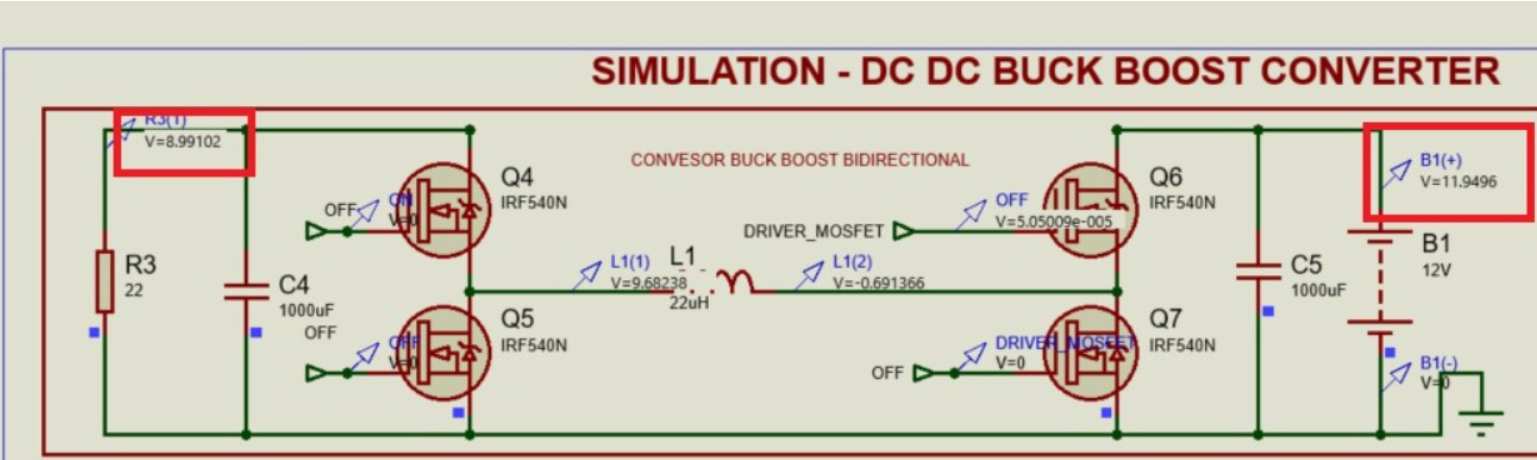 SIMULATION - DC DC BUCK BOOST CONVERTER
R3(1)
V=8.99102
CONVESOR BUCK BOOST BIDIRECTIONAL
B1(+)
V=11.9496
Q4
IRF540N
OFF
ON
V=0
Q6
IRF540N
OFF
V=5.05009e-005
DRIVER_MOSFET
B1
12V
R3
22
C4
1000uF
L1(1)
V=9.68238
L1
22uH
L1(2)
V=-0.691366
C5
1000uF
OFF
Q5
IRF540N
OFF
V=0
Q7
IRF540N
DRIVER_MOSFET
V=0
OFF
B1(-)
V=0